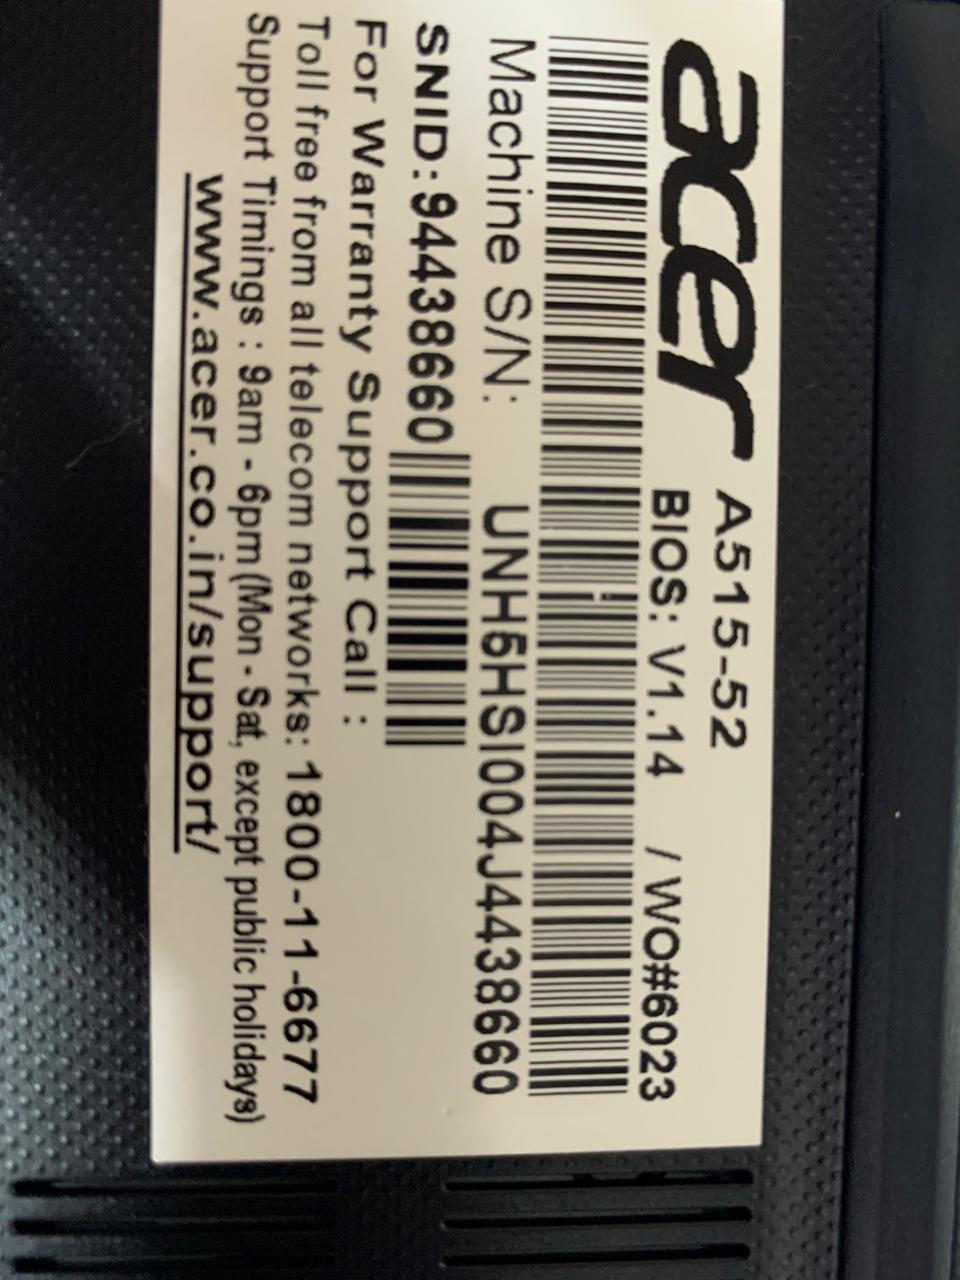 acer A515-52
BIOS: V1.14 / WO#6023
Machine S/N: UNH5HSI004J4438660
SNID:94438660
For Warranty Support Call :
Toll free from all telecom networks: 1800-11-6677
Support Timings : 9am - 6pm (Mon - Sat, except public holidays)
www.acer.co.in/support/